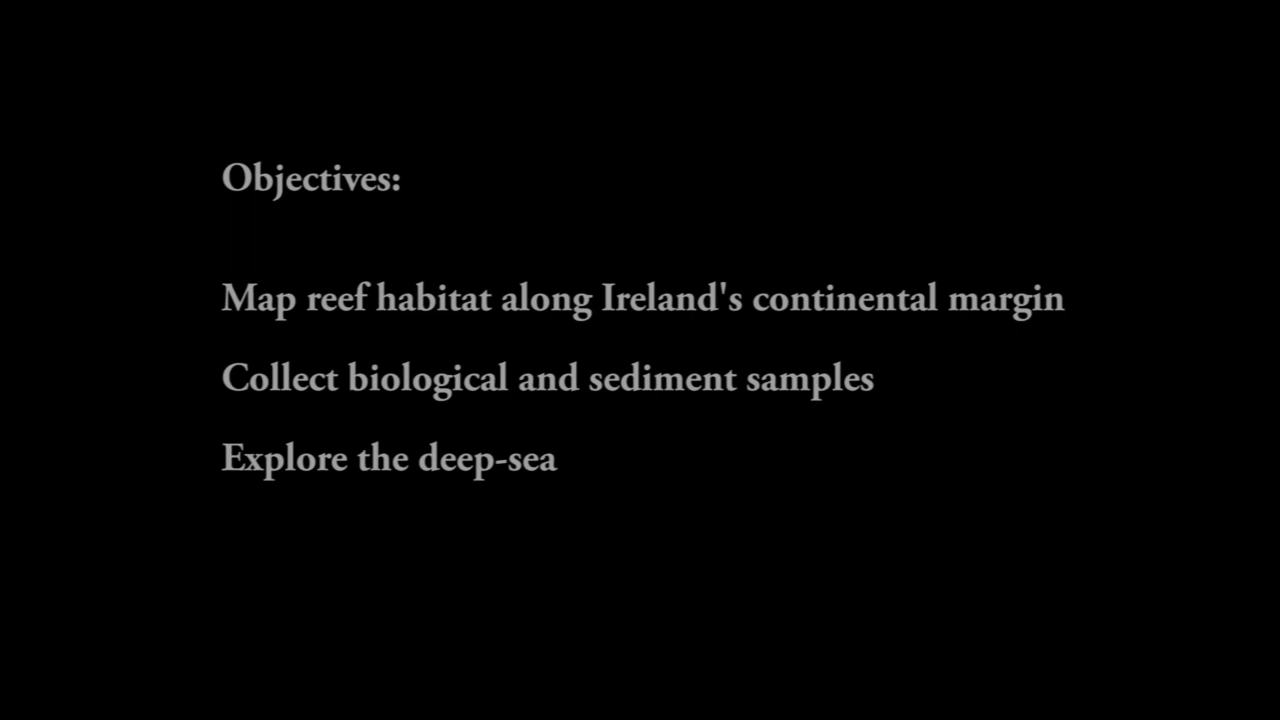 Objectives:
Map reef habitat along Ireland's continental margin
Collect biological and sediment samples
Explore the deep-sea